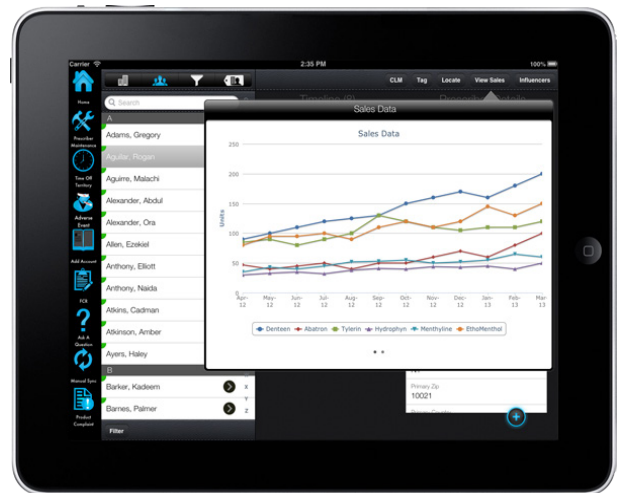 Carrier 2:35 PM 100%
CLM Tag Locate View Sales Influencers
Home
Prescriber
Maintenance
Time Off
Territory
Adverse
Event
Add Account
FCR
Ask A
Question
Manual Sync
Product
Complaint
Search
A
Adams, Gregory
Aguilar, Rogan
Aguirre, Malachi
Alexander, Abdul
Alexander, Ora
Allen, Ezekiel
Anthony, Elliott
Anthony, Naida
Atkins, Cadman
Atkinson, Amber
Ayers, Haley
B
Barker, Kadeem
Barnes, Palmer
X
Y
Z
Filter
Sales Data
Sales Data
Units
250
200
150
100
50
0
Apr-12 May-12 Jun-12 Jul-12 Aug-12 Sep-12 Oct-12 Nov-12 Dec-12 Jan-13 Feb-13 Mar-13
Denteen Abatron Tylerin Hydrophyn Menthyline EthoMenthol
Primary Zip
10021